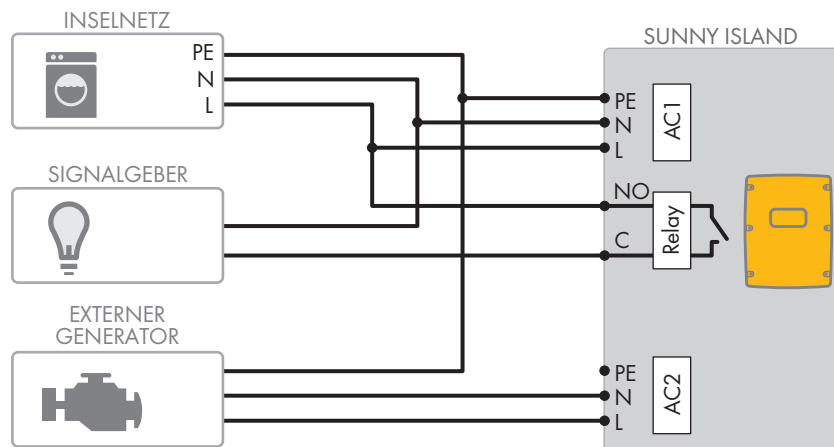 INSELNETZ
PE
N
L
SIGNALGEBER
EXTERNER
GENERATOR
SUNNY ISLAND
PE
N
L
AC1
NO
C
Relay
PE
N
L
AC2